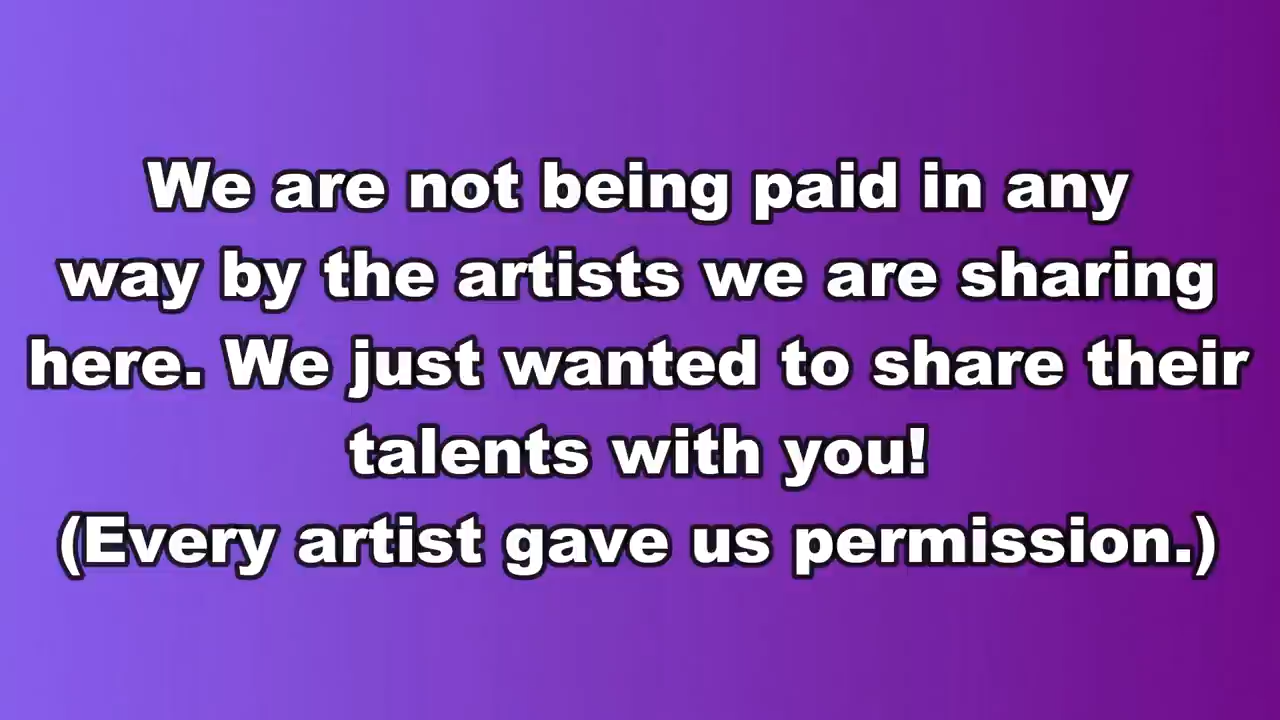 We are not being paid in any
way by the artists we are sharing
here. We just wanted to share their
talents with you!
(Every artist gave us permission.)